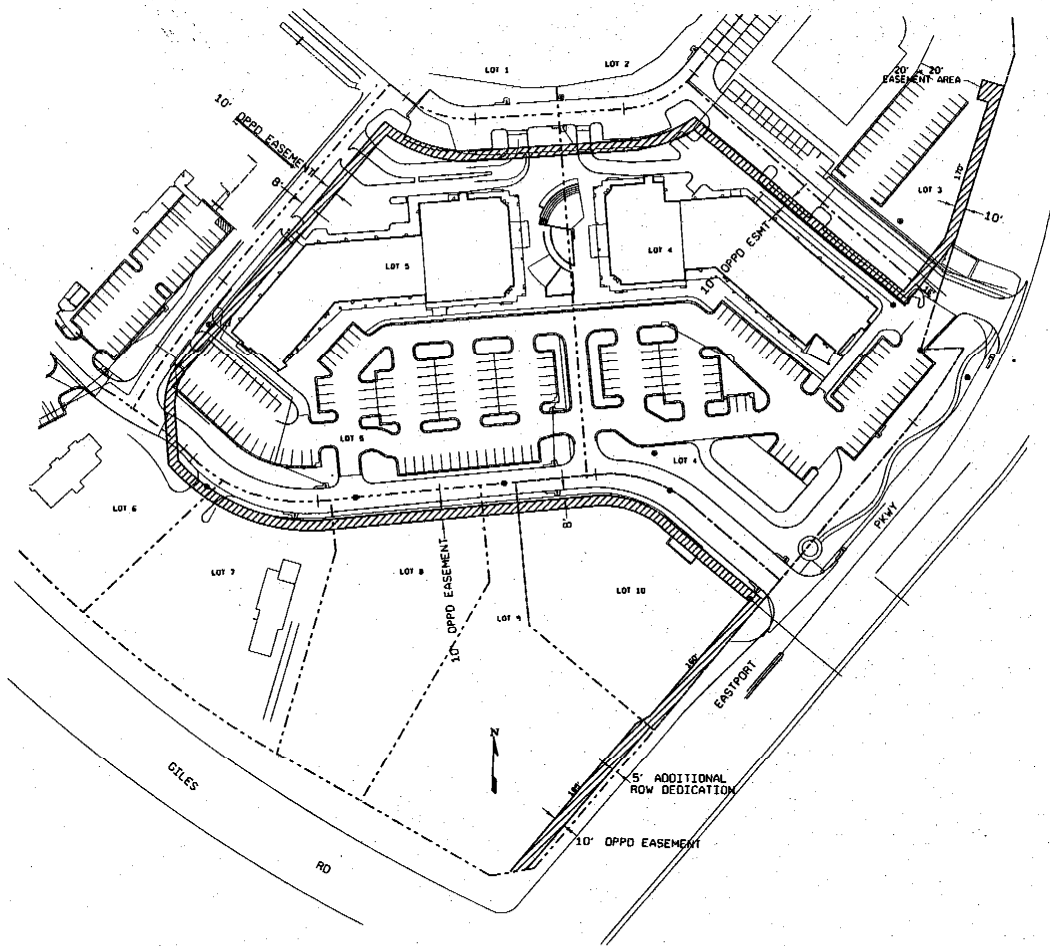 LOT 1
LOT 2
20' 20'
EASEMENT AREA
10' OPPD EASEMENT
8'
170'
LOT 3
10'
LOT 5
LOT 4
10' OPPD ESMT
LOT 5
LOT 4
LOT 6
LOT 7
LOT 8
10' OPPD EASEMENT
8'
LOT 9
LOT 10
PKWY
EASTPORT
160'
N
GILES
RD
5' ADDITIONAL
ROW DEDICATION
10' OPPD EASEMENT